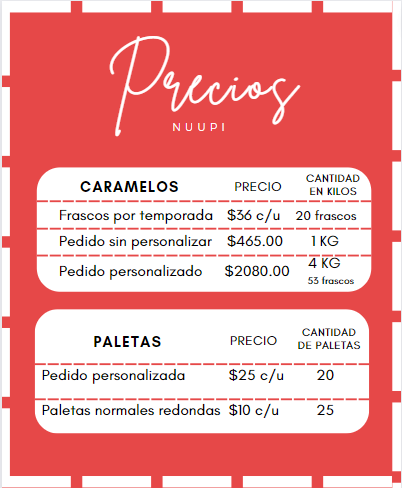 Precios
NUUPI
CARAMELOS PRECIO CANTIDAD EN KILOS
Frascos por temporada $36 c/u 20 frascos
Pedido sin personalizar $465.00 1 KG
Pedido personalizado $2080.00 4 KG
53 frascos
PALETAS PRECIO CANTIDAD DE PALETAS
Pedido personalizada $25 c/u 20
Paletas normales redondas $10 c/u 25